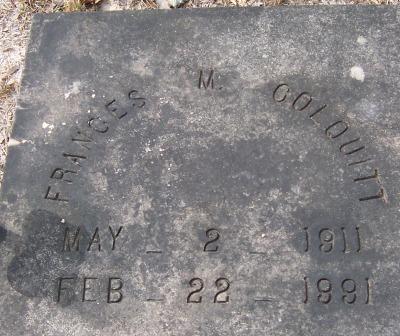 FRANCES M. COLQUITT
MAY _ 2 _ 1911
FEB _ 22 _ 1991